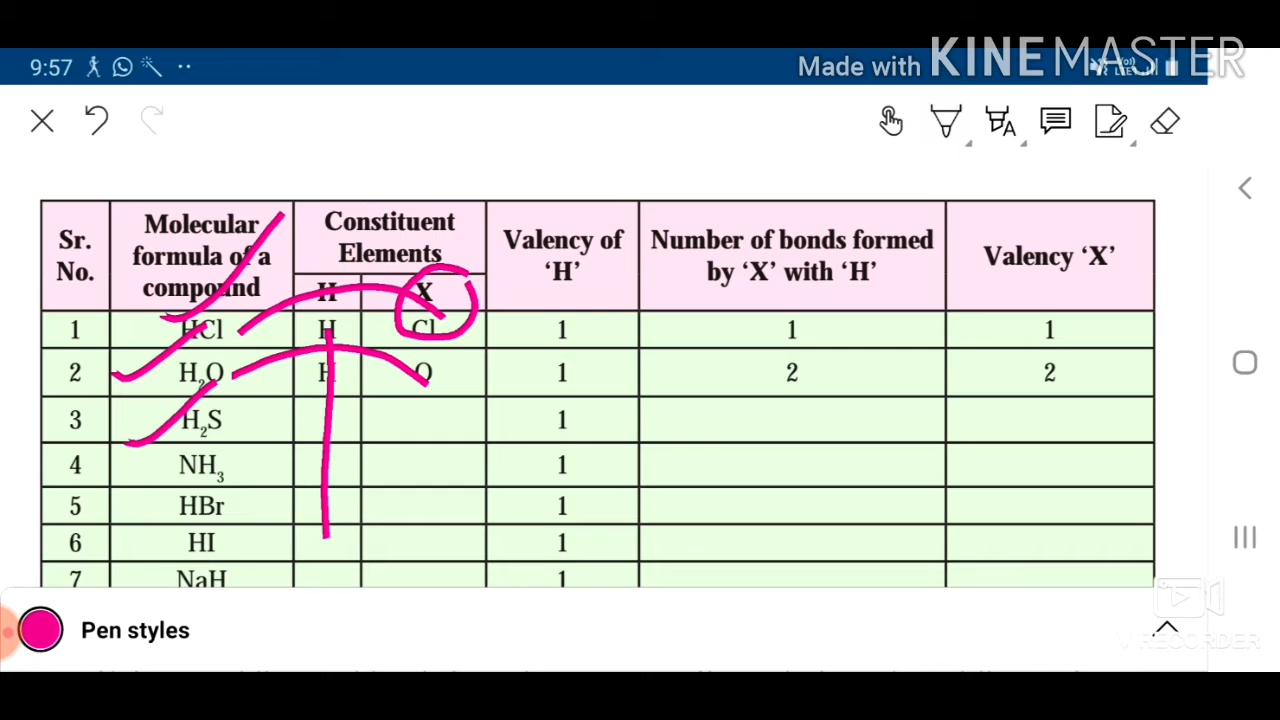 Made with KINEMASTER
9:57
Sr. No. Molecular formula of a compound Constituent Elements Valency of ‘H’ Number of bonds formed by ‘X’ with ‘H’ Valency ‘X’
H X
1 HCl H Cl 1 1 1
2 H₂O H O 1 2 2
3 H₂S 1
4 NH₃ 1
5 HBr 1
6 HI 1
7 NaH 1
Pen styles
V RECORDER